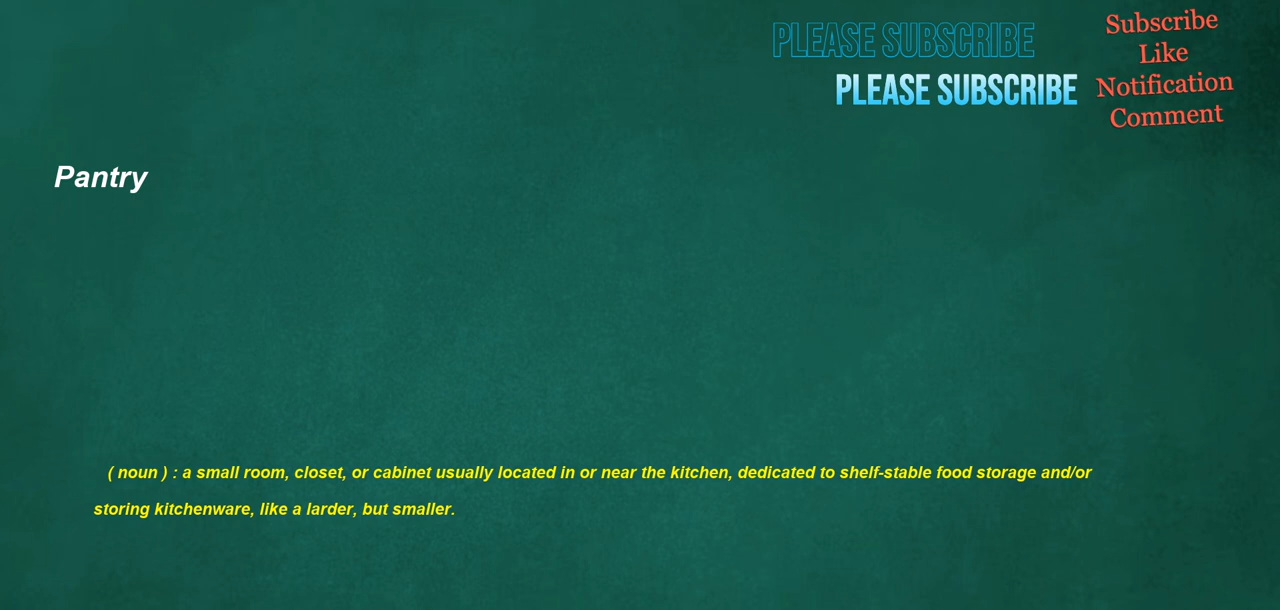 PLEASE SUBSCRIBE
PLEASE SUBSCRIBE
Subscribe
Like
Notification
Comment
Pantry
( noun ) : a small room, closet, or cabinet usually located in or near the kitchen, dedicated to shelf-stable food storage and/or
storing kitchenware, like a larder, but smaller.